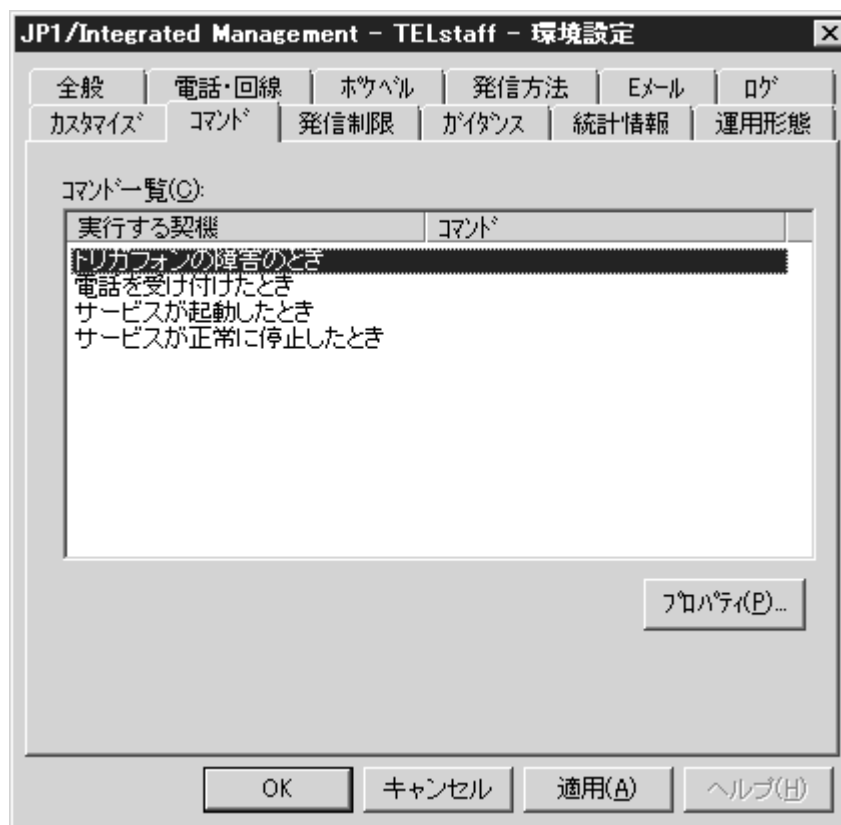 JP1/Integrated Management - TELstaff - 環境設定
全般 電話・回線 ﾎﾟｹﾍﾞﾙ 発信方法 Eﾒｰﾙ ﾛｸﾞ
ｶｽﾀﾏｲｽﾞ ｺﾏﾝﾄﾞ 発信制限 ｶﾞｲﾀﾞﾝｽ 統計情報 運用形態
ｺﾏﾝﾄﾞ一覧(C):
実行する契機 ｺﾏﾝﾄﾞ
トリガフォンの障害のとき
電話を受け付けたとき
サービスが起動したとき
サービスが正常に停止したとき
ﾌﾟﾛﾊﾟﾃｨ(P)...
OK キャンセル 適用(A) ヘルプ(H)